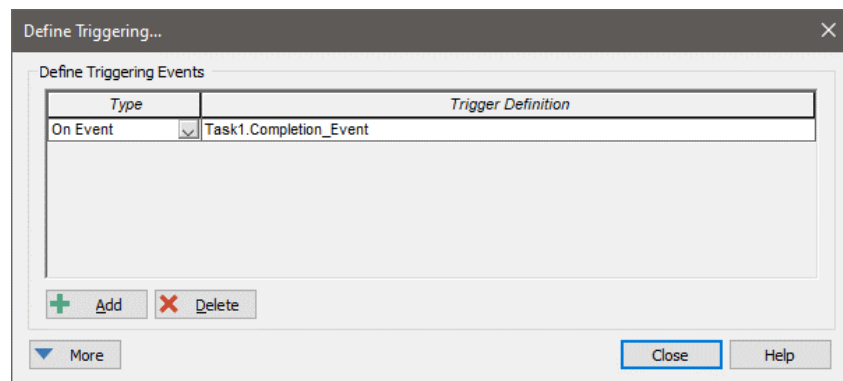 Define Triggering...
Define Triggering Events
Type Trigger Definition
On Event Task1.Completion_Event
Add Delete
More Close Help